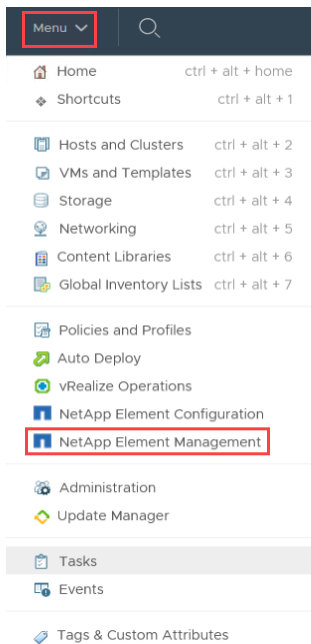 Menu
Home ctrl + alt + home
Shortcuts ctrl + alt + 1
Hosts and Clusters ctrl + alt + 2
VMs and Templates ctrl + alt + 3
Storage ctrl + alt + 4
Networking ctrl + alt + 5
Content Libraries ctrl + alt + 6
Global Inventory Lists ctrl + alt + 7
Policies and Profiles
Auto Deploy
vRealize Operations
NetApp Element Configuration
NetApp Element Management
Administration
Update Manager
Tasks
Events
Tags & Custom Attributes